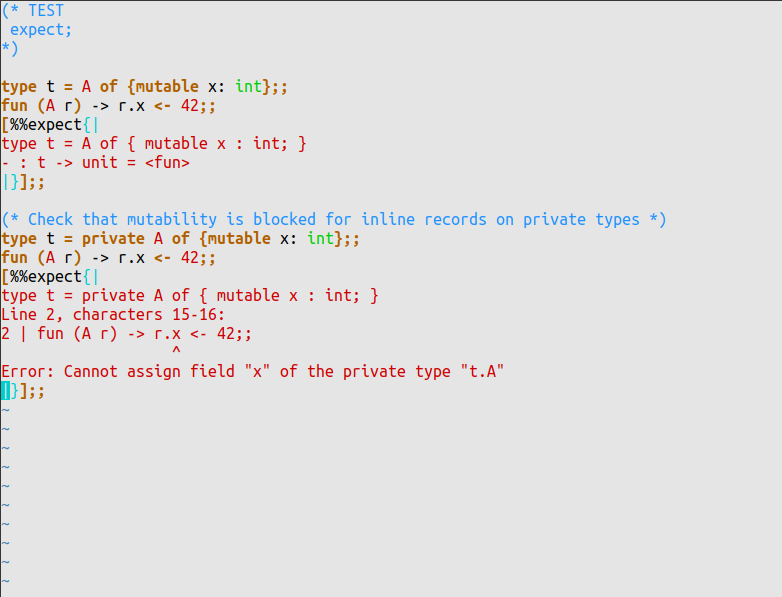 (* TEST
 expect;
*)

type t = A of {mutable x: int};;
fun (A r) -> r.x <- 42;;
[%%expect{|
type t = A of { mutable x : int; }
- : t -> unit = <fun>
|}];;

(* Check that mutability is blocked for inline records on private types *)
type t = private A of {mutable x: int};;
fun (A r) -> r.x <- 42;;
[%%expect{|
type t = private A of { mutable x : int; }
Line 2, characters 15-16:
2 | fun (A r) -> r.x <- 42;;
                   ^
Error: Cannot assign field "x" of the private type "t.A"
|}];;
~
~
~
~
~
~
~
~
~
~